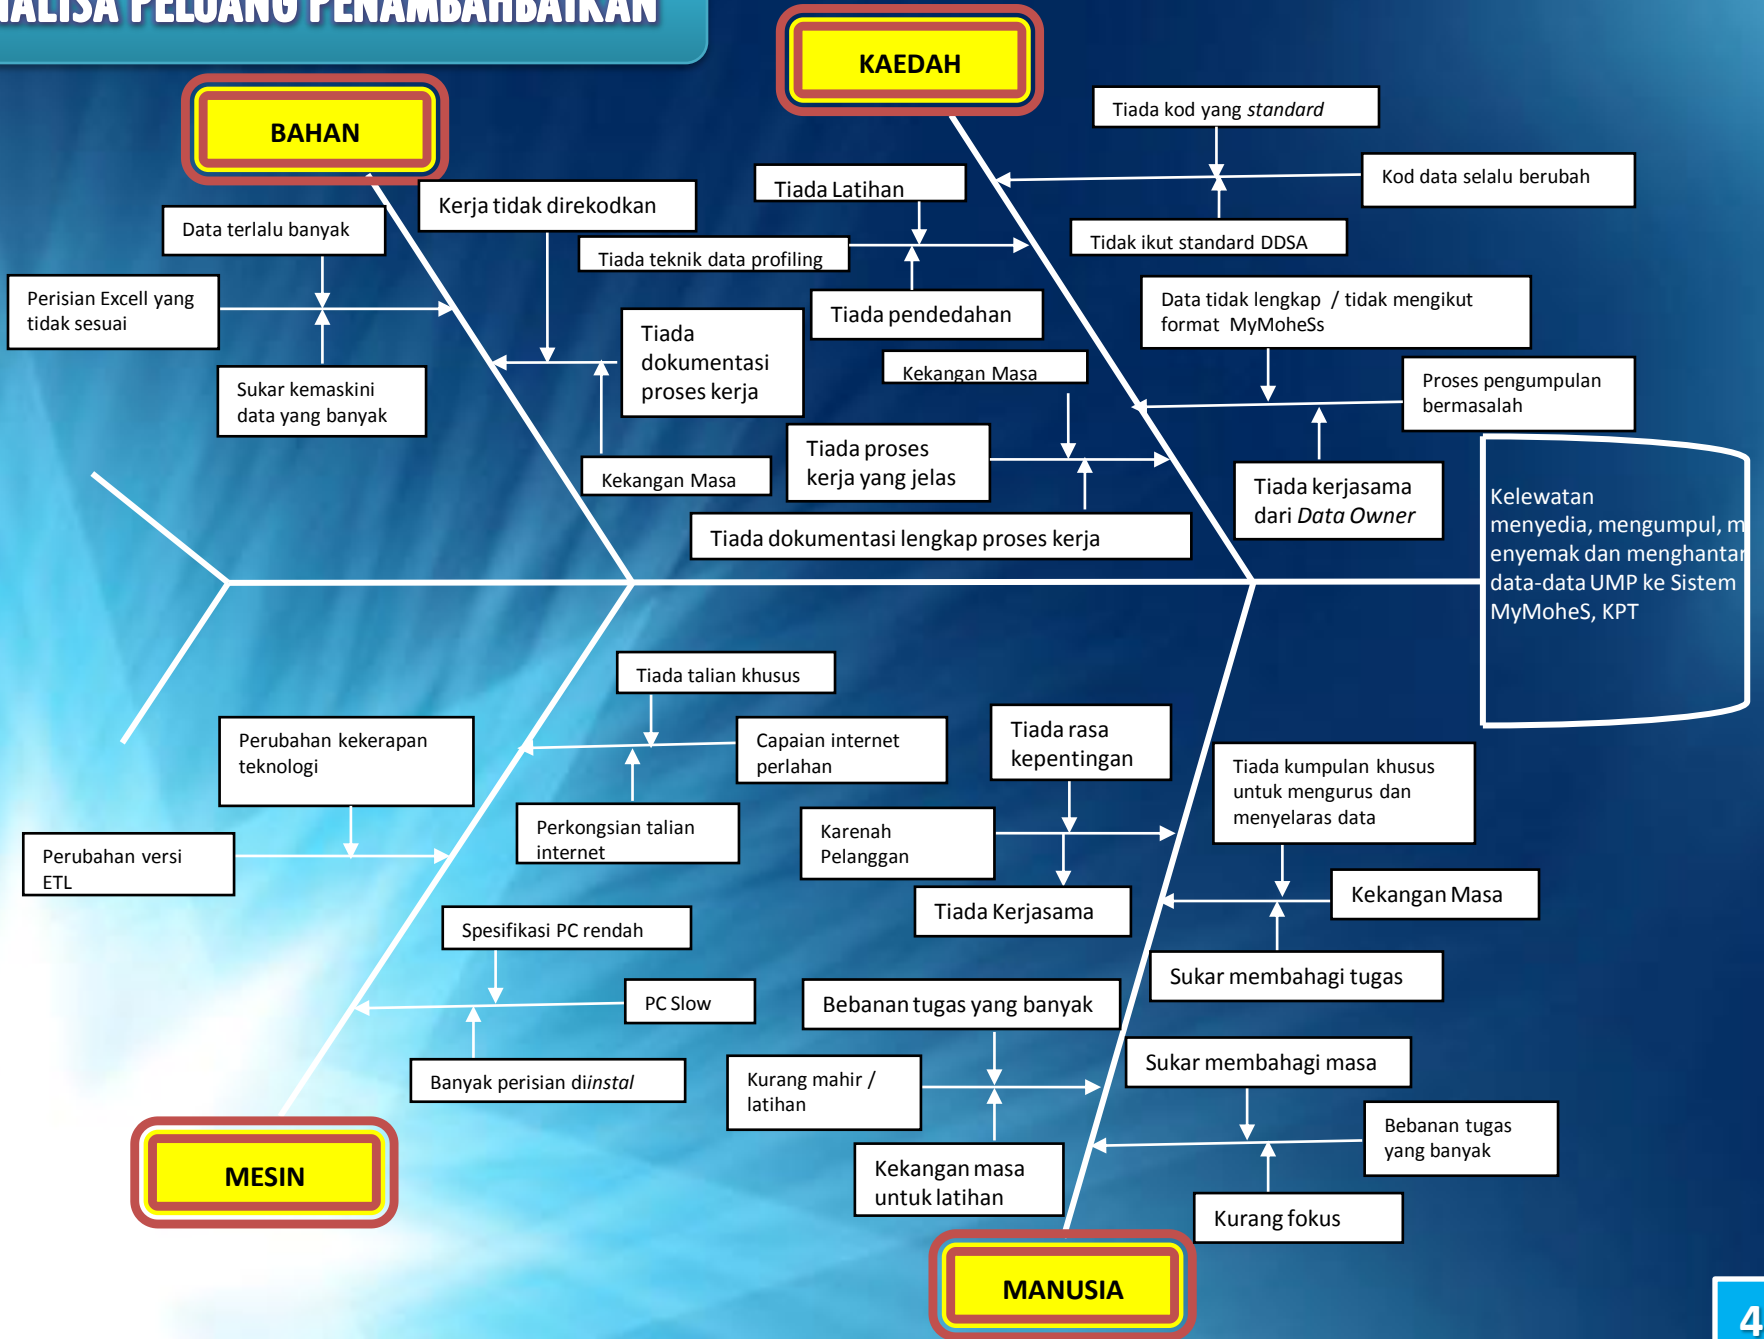 NALISA PELUANG PENAMBAHBAIKAN
KAEDAH
BAHAN
Tiada kod yang standard
Kod data selalu berubah
Tidak ikut standard DDSA
Tiada Latihan
Tiada teknik data profiling
Tiada pendedahan
Kerja tidak direkodkan
Data terlalu banyak
Perisian Excell yang
tidak sesuai
Sukar kemaskini
data yang banyak
Tiada
dokumentasi
proses kerja
Kekangan Masa
Data tidak lengkap / tidak mengikut
format MyMoheSs
Proses pengumpulan
bermasalah
Tiada kerjasama
dari Data Owner
Kekangan Masa
Tiada proses
kerja yang jelas
Tiada dokumentasi lengkap proses kerja
Kelewatan
menyedia, mengumpul, m
enyemak dan menghantar
data-data UMP ke Sistem
MyMoheS, KPT
Tiada talian khusus
Capaian internet
perlahan
Perkongsian talian
internet
Perubahan kekerapan
teknologi
Perubahan versi
ETL
Spesifikasi PC rendah
PC Slow
Banyak perisian diinstal
Tiada rasa
kepentingan
Karenah
Pelanggan
Tiada Kerjasama
Tiada kumpulan khusus
untuk mengurus dan
menyelaras data
Kekangan Masa
Sukar membahagi tugas
Bebanan tugas yang banyak
Kurang mahir /
latihan
Kekangan masa
untuk latihan
Sukar membahagi masa
Bebanan tugas
yang banyak
Kurang fokus
MESIN
MANUSIA
4